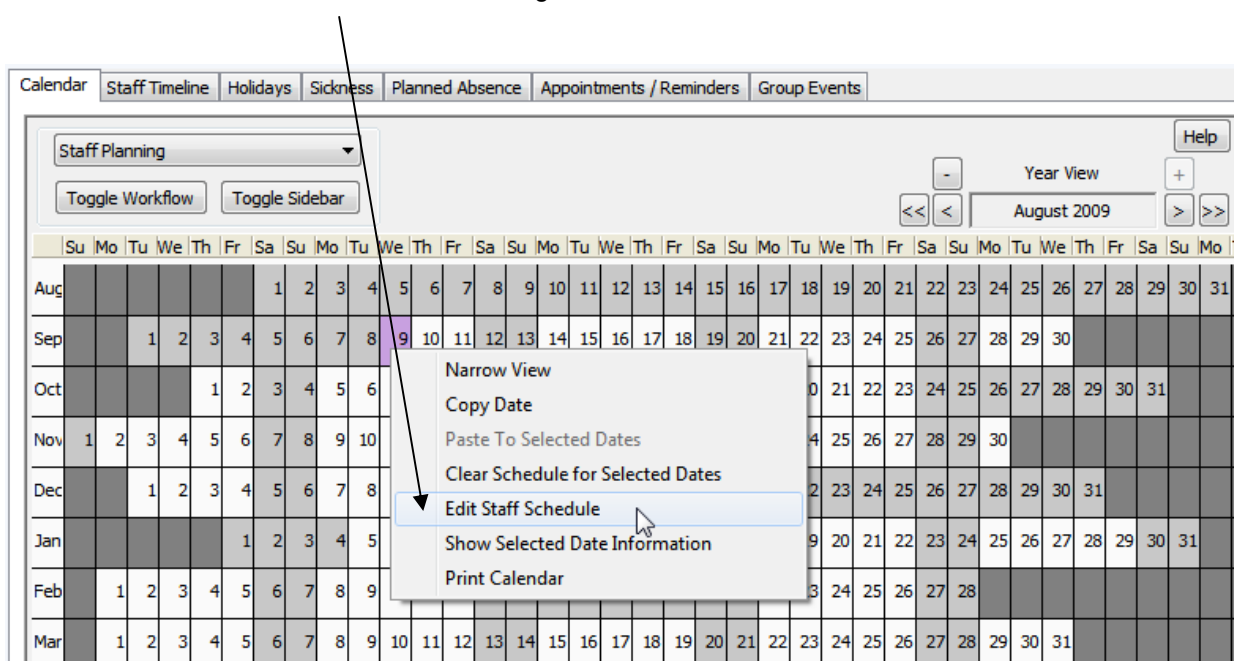 Calendar Staff Timeline Holidays Sickness Planned Absence Appointments / Reminders Group Events
Help
Staff Planning
- Year View +
Toggle Workflow Toggle Sidebar
<< < August 2009 > >>
Su Mo Tu We Th Fr Sa Su Mo Tu We Th Fr Sa Su Mo Tu We Th Fr Sa Su Mo Tu We Th Fr Sa Su Mo Tu We Th Fr Sa Su Mo
Aug 1 2 3 4 5 6 7 8 9 10 11 12 13 14 15 16 17 18 19 20 21 22 23 24 25 26 27 28 29 30 31
Sep 1 2 3 4 5 6 7 8 9 10 11 12 13 14 15 16 17 18 19 20 21 22 23 24 25 26 27 28 29 30
Oct 1 2 3 4 5 6 21 22 23 24 25 26 27 28 29 30 31
Nov 1 2 3 4 5 6 7 8 9 10 25 26 27 28 29 30
Dec 1 2 3 4 5 6 7 8 23 24 25 26 27 28 29 30 31
Jan 1 2 3 4 5 20 21 22 23 24 25 26 27 28 29 30 31
Feb 1 2 3 4 5 6 7 8 9 24 25 26 27 28
Mar 1 2 3 4 5 6 7 8 9 10 11 12 13 14 15 16 17 18 19 20 21 22 23 24 25 26 27 28 29 30 31
Narrow View
Copy Date
Paste To Selected Dates
Clear Schedule for Selected Dates
Edit Staff Schedule
Show Selected Date Information
Print Calendar